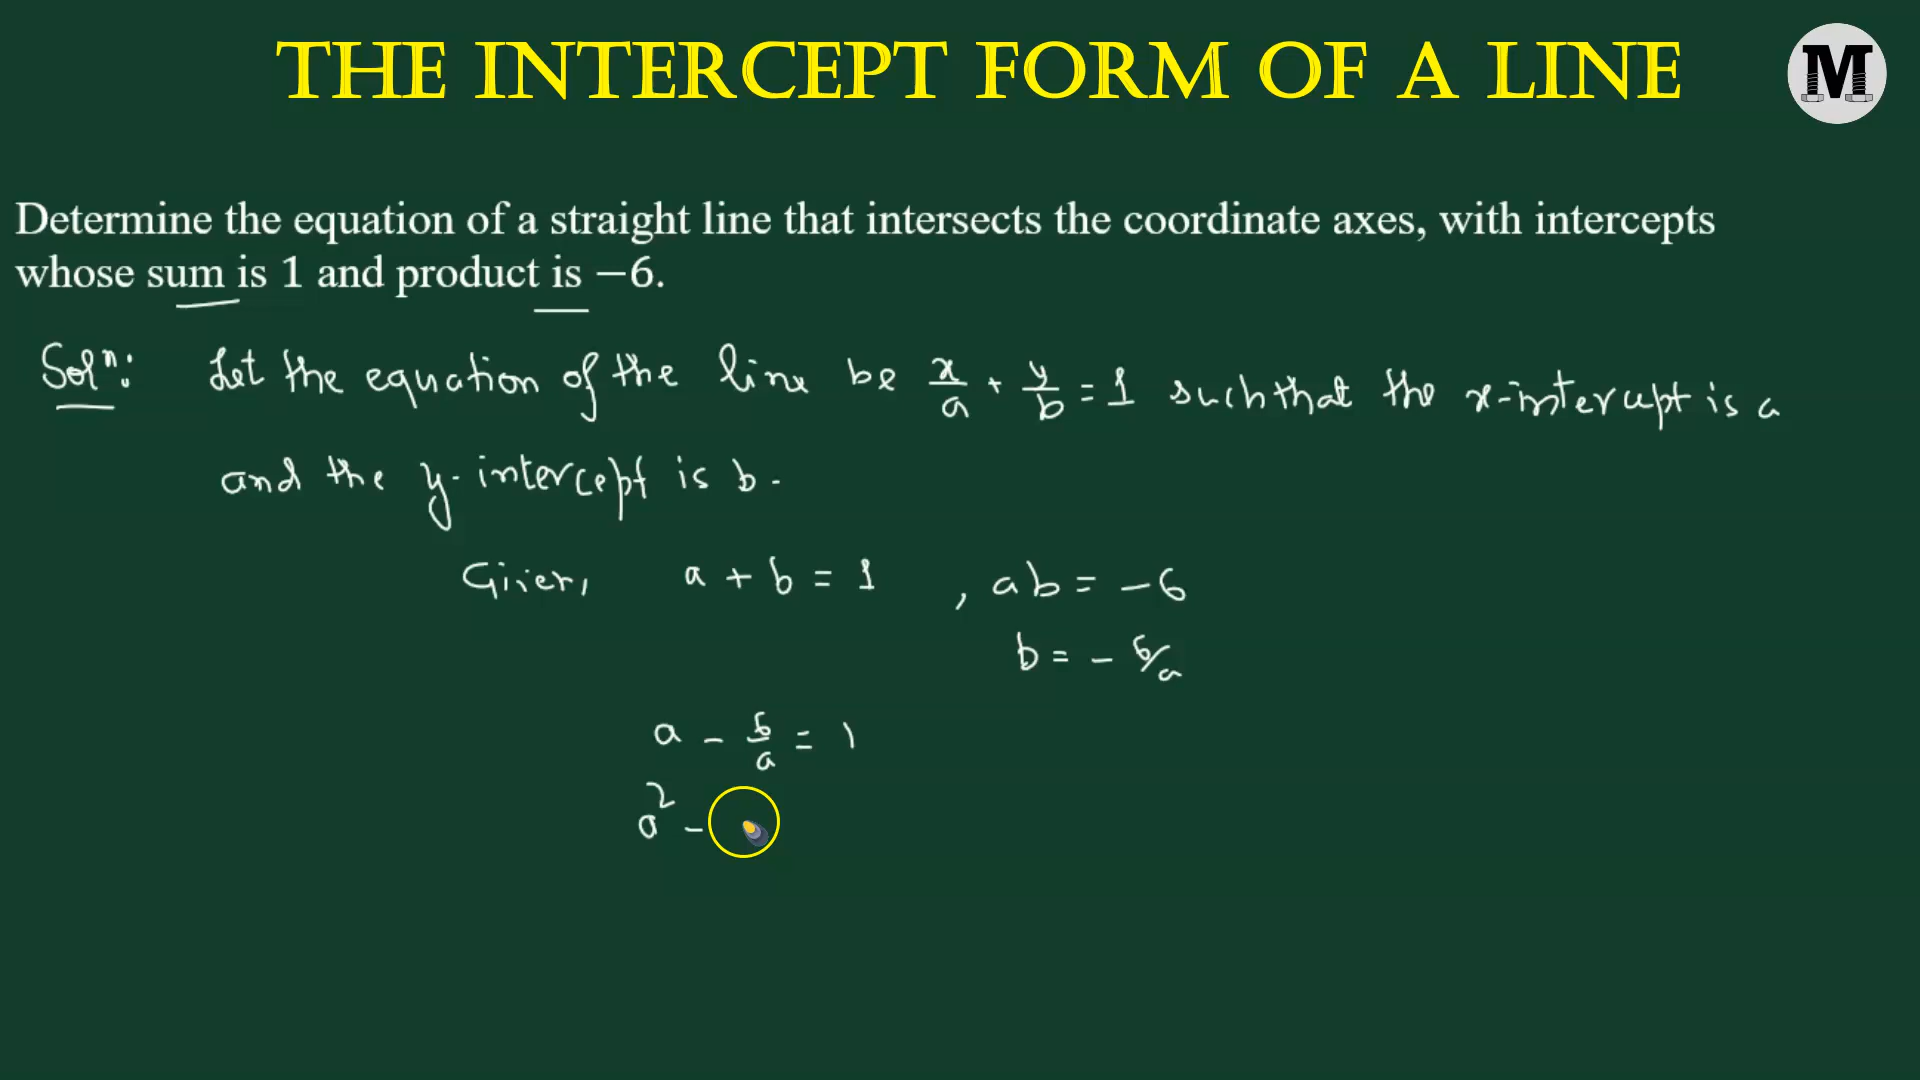 THE INTERCEPT FORM OF A LINE
M
Determine the equation of a straight line that intersects the coordinate axes, with intercepts
whose sum is 1 and product is −6.
Solⁿ: Let the equation of the line be x/a + y/b = 1 such that the x-intercept is a
and the y-intercept is b.
Given, a + b = 1 , ab = -6
b = - 6/a
a - 6/a = 1
a² -